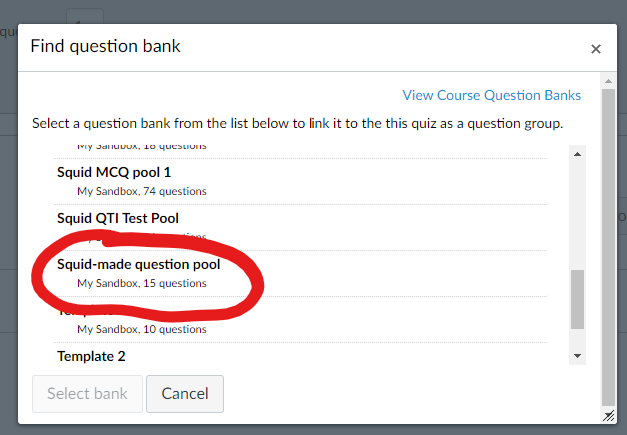 Find question bank
×
View Course Question Banks
Select a question bank from the list below to link it to the this quiz as a question group.
My Sandbox, 18 questions
Squid MCQ pool 1
My Sandbox, 74 questions
Squid QTI Test Pool
Squid-made question pool
My Sandbox, 15 questions
My Sandbox, 10 questions
Template 2
Select bank
Cancel